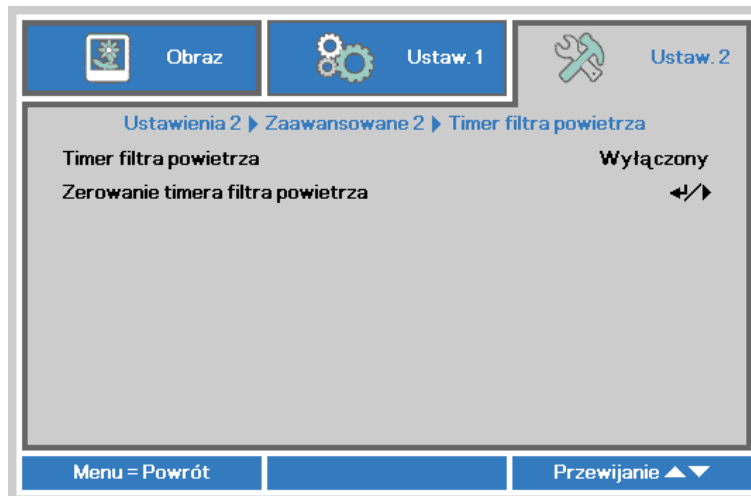 Obraz Ustaw. 1 Ustaw. 2
Ustawienia 2 ▶ Zaawansowane 2 ▶ Timer filtra powietrza
Timer filtra powietrza Wyłączony
Zerowanie timera filtra powietrza ↵/▶
Menu = Powrót Przewijanie ▲▼